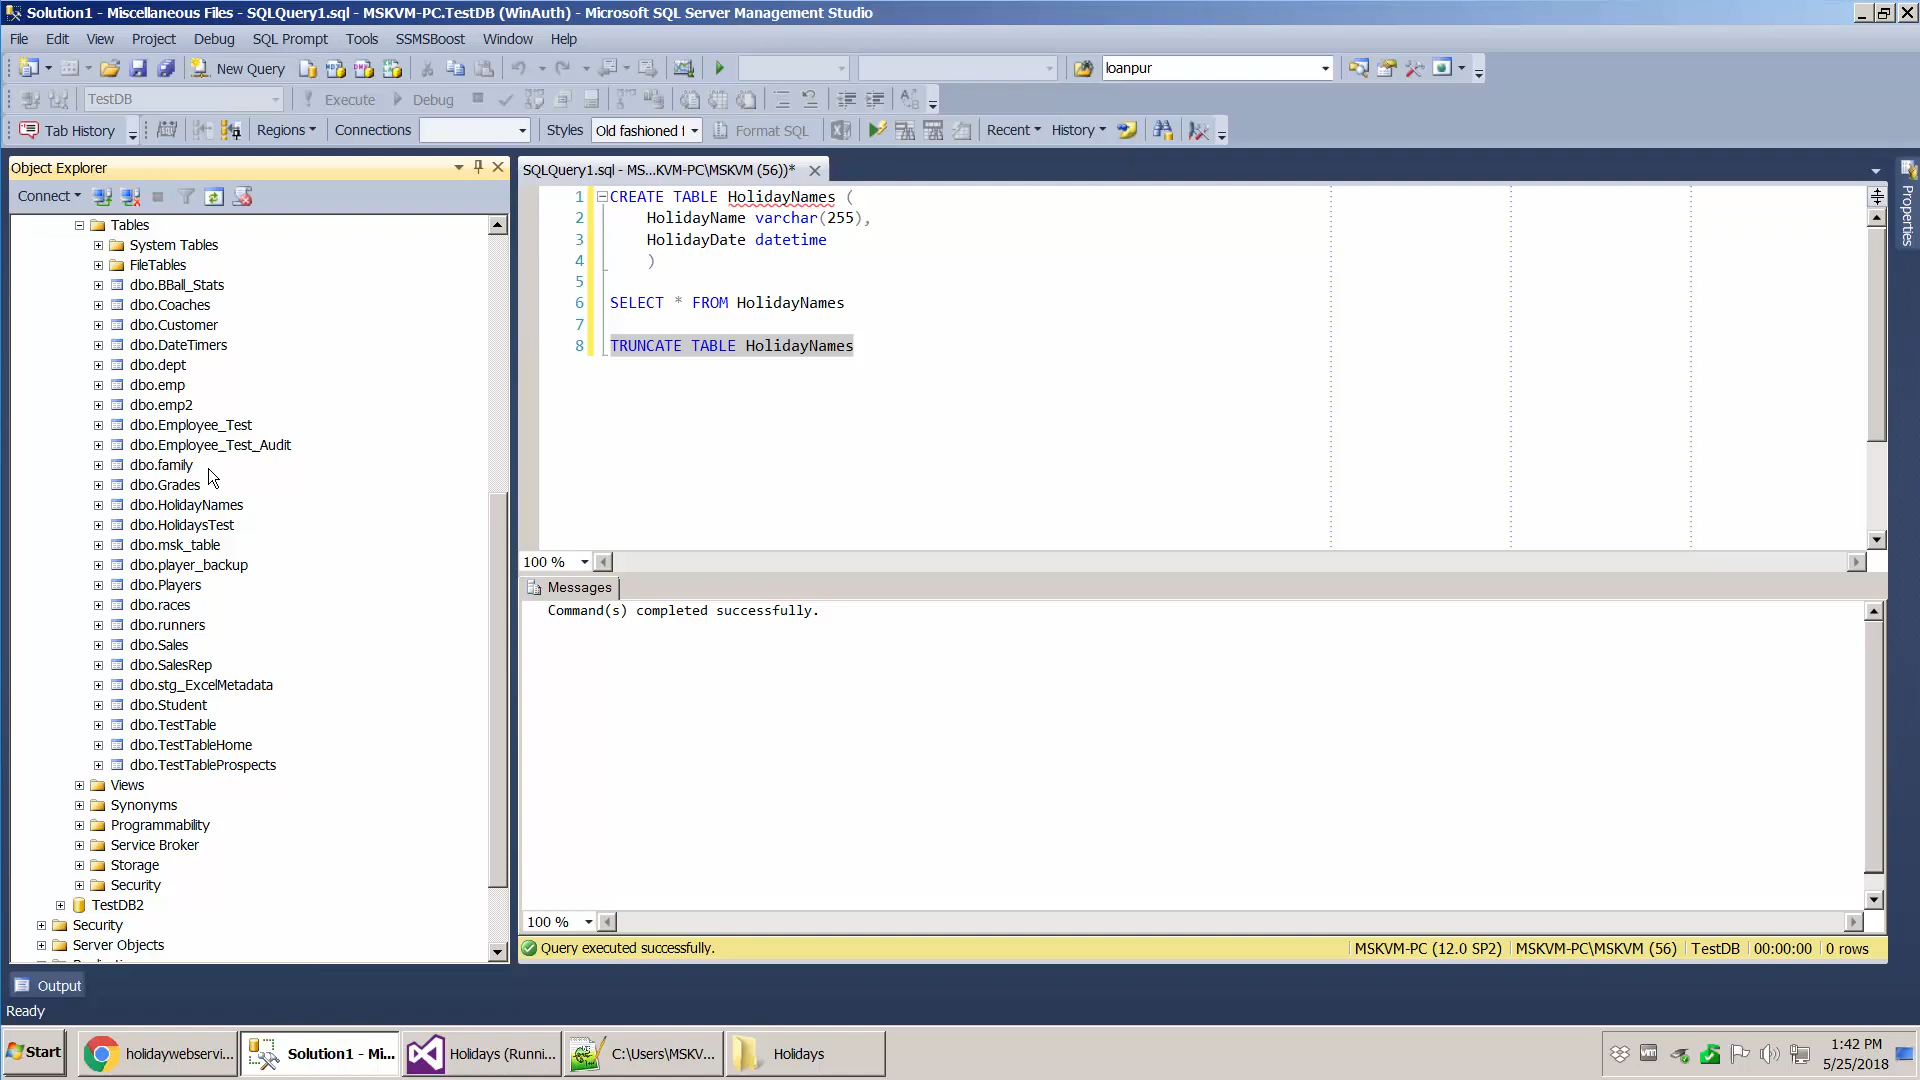 Solution1 - Miscellaneous Files - SQLQuery1.sql - MSKVM-PC.TestDB (WinAuth) - Microsoft SQL Server Management Studio
File Edit View Project Debug SQL Prompt Tools SSMSBoost Window Help
New Query loanpur
TestDB Execute Debug
Tab History Regions Connections Styles Old fashioned Format SQL Recent History
Object Explorer
Connect
Tables
System Tables
FileTables
dbo.BBall_Stats
dbo.Coaches
dbo.Customer
dbo.DateTimers
dbo.dept
dbo.emp
dbo.emp2
dbo.Employee_Test
dbo.Employee_Test_Audit
dbo.family
dbo.Grades
dbo.HolidayNames
dbo.HolidaysTest
dbo.msk_table
dbo.player_backup
dbo.Players
dbo.races
dbo.runners
dbo.Sales
dbo.SalesRep
dbo.stg_ExcelMetadata
dbo.Student
dbo.TestTable
dbo.TestTableHome
dbo.TestTableProspects
Views
Synonyms
Programmability
Service Broker
Storage
Security
TestDB2
Security
Server Objects
SQLQuery1.sql - MS...KVM-PC\MSKVM (56))*
1 CREATE TABLE HolidayNames (
2 HolidayName varchar(255),
3 HolidayDate datetime
4 )
5
6 SELECT * FROM HolidayNames
7
8 TRUNCATE TABLE HolidayNames
100 %
Messages
Command(s) completed successfully.
100 %
Query executed successfully. MSKVM-PC (12.0 SP2) MSKVM-PC\MSKVM (56) TestDB 00:00:00 0 rows
Properties
Output
Ready
Start holidaywebservi... Solution1 - Mi... Holidays (Runni... C:\Users\MSKV... Holidays
1:42 PM
5/25/2018